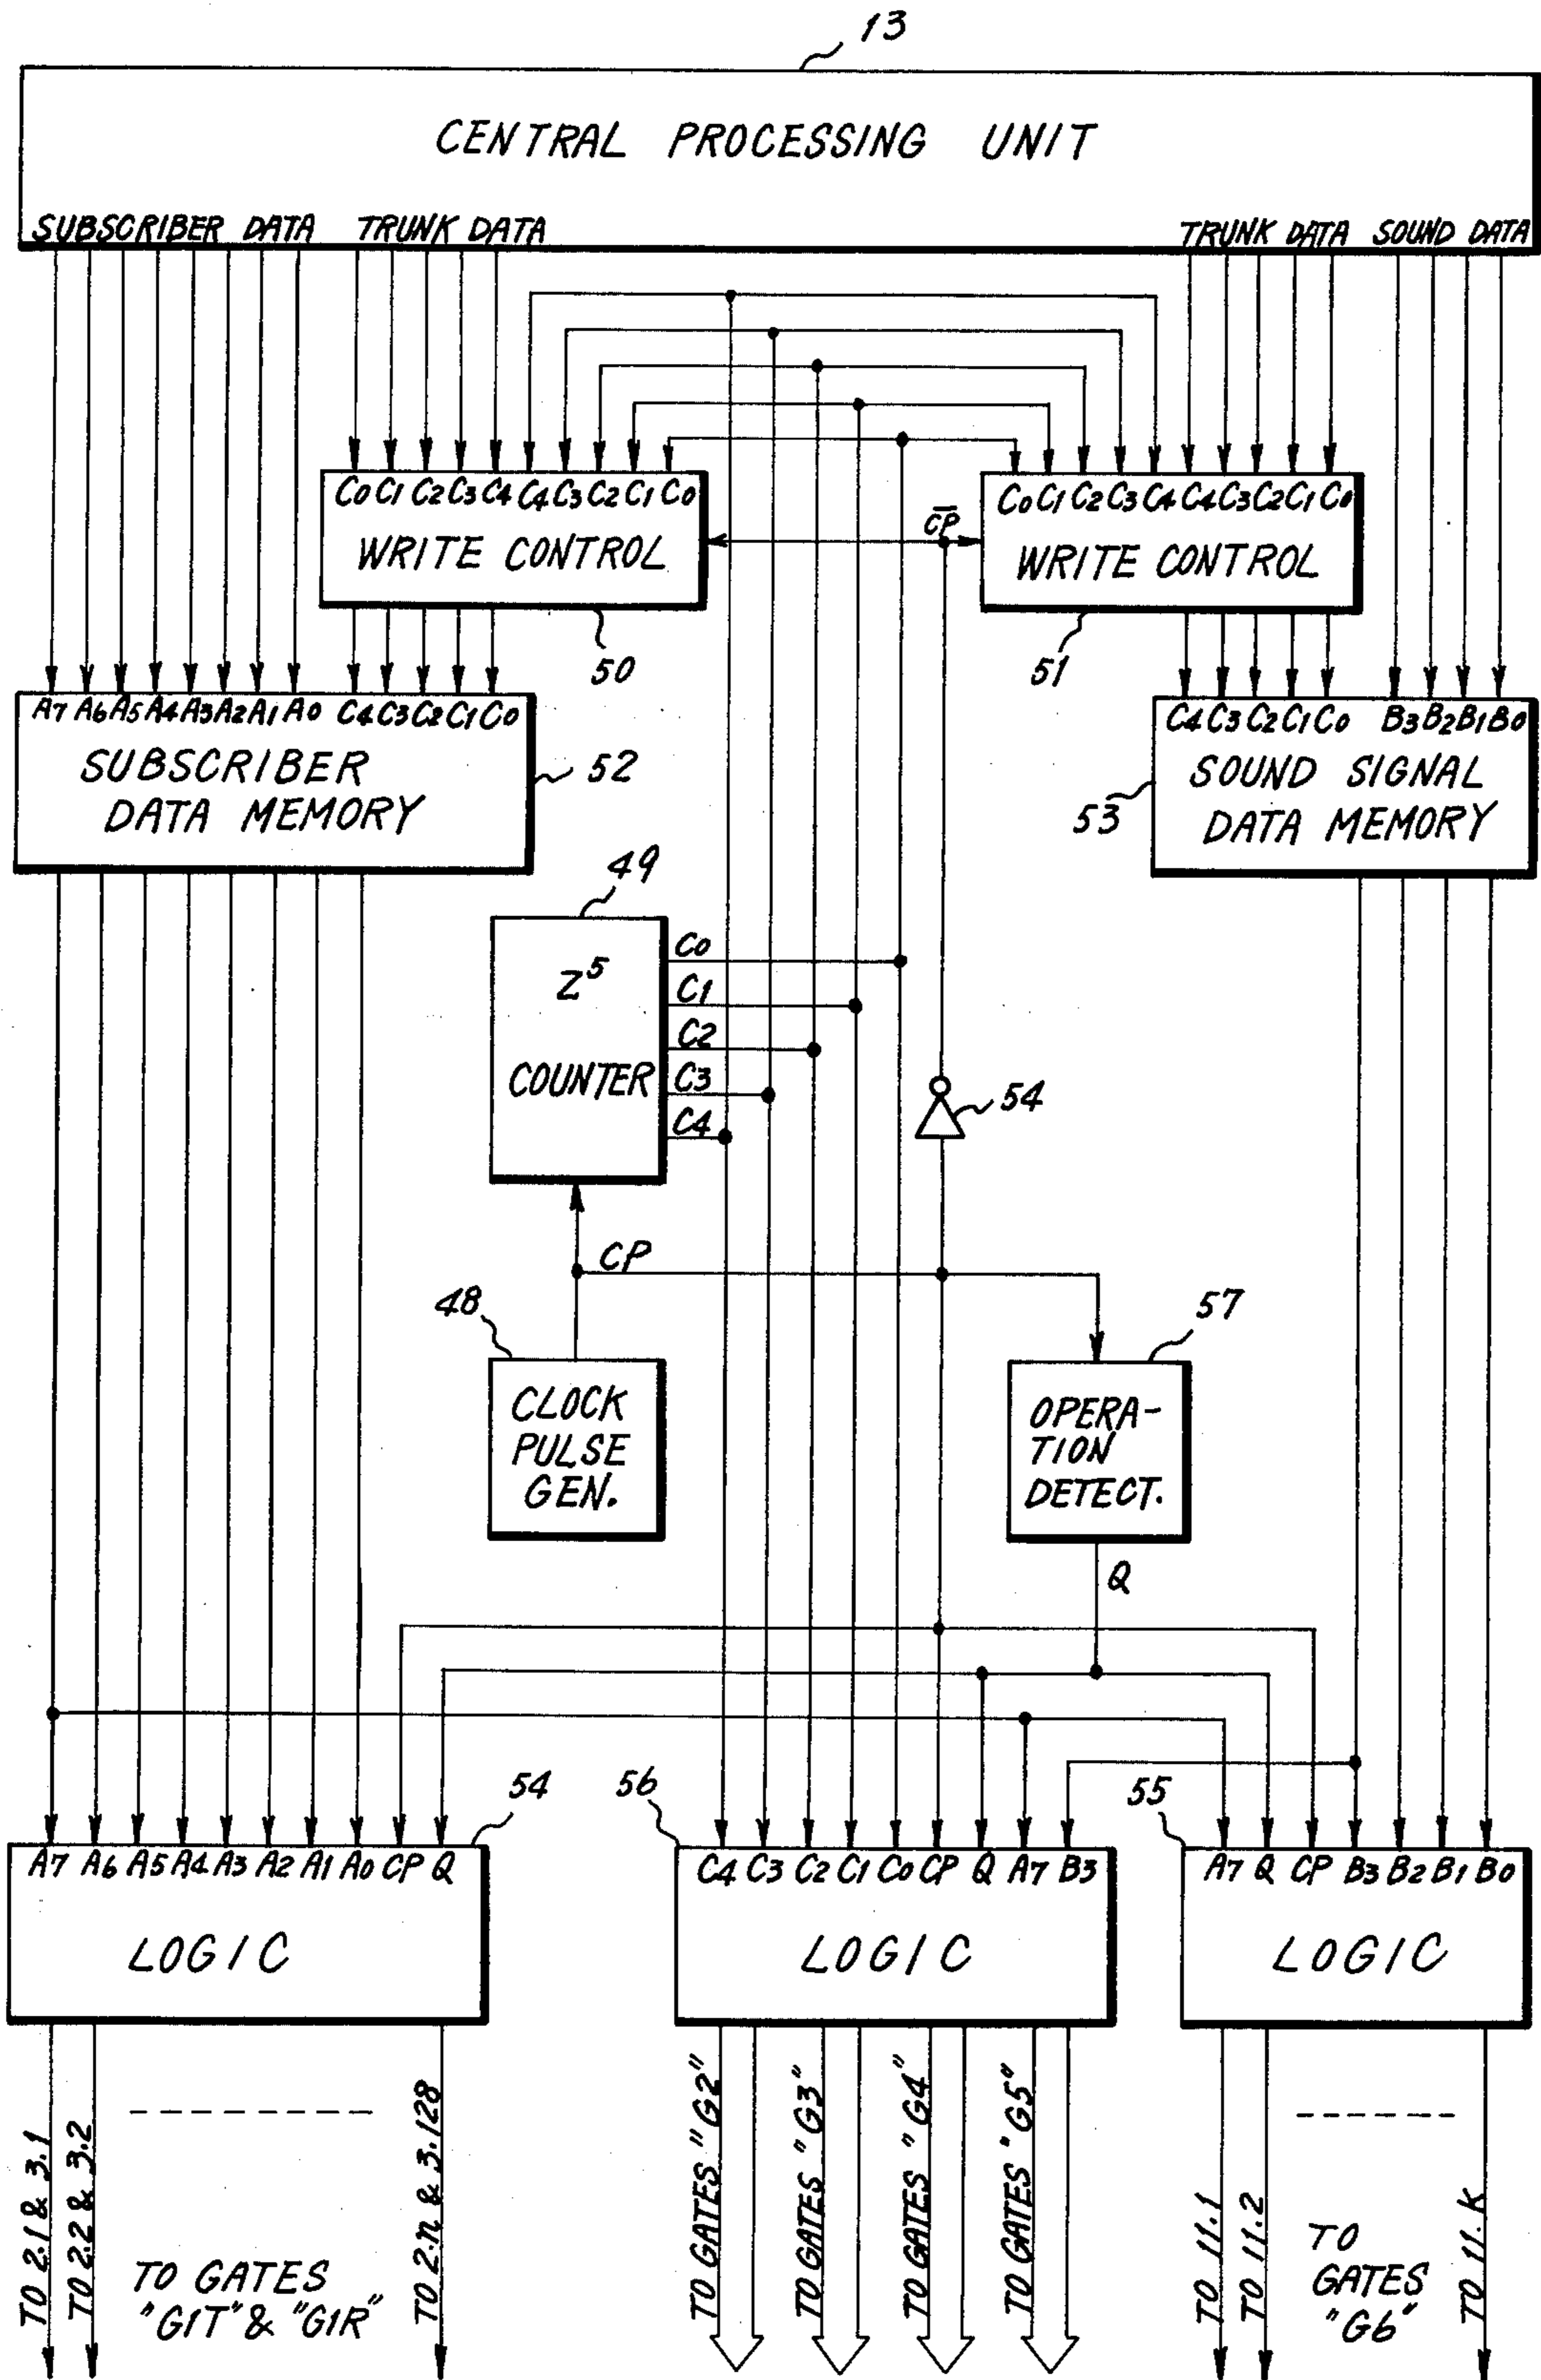 13
CENTRAL PROCESSING UNIT
SUBSCRIBER DATA TRUNK DATA TRUNK DATA SOUND DATA
C0 C1 C2 C3 C4 C4 C3 C2 C1 C0
WRITE CONTROL
50
C̅P̅
C0 C1 C2 C3 C4 C4 C3 C2 C1 C0
WRITE CONTROL
51
A7 A6 A5 A4 A3 A2 A1 A0 C4 C3 C2 C1 C0
SUBSCRIBER
DATA MEMORY
52
C4 C3 C2 C1 C0 B3 B2 B1 B0
SOUND SIGNAL
DATA MEMORY
53
49
Z⁵
COUNTER
C0
C1
C2
C3
C4
54
CP
48
CLOCK
PULSE
GEN.
57
OPERA-
TION
DETECT.
Q
54
A7 A6 A5 A4 A3 A2 A1 A0 CP Q
LOGIC
56
C4 C3 C2 C1 C0 CP Q A7 B3
LOGIC
55
A7 Q CP B3 B2 B1 B0
LOGIC
TO 2.1 & 3.1
TO 2.2 & 3.2
TO GATES
"G1T" & "G1R"
TO 2.n & 3.128
TO GATES "G2"
TO GATES "G3"
TO GATES "G4"
TO GATES "G5"
TO 11.1
TO 11.2
TO
GATES
"G6"
TO 11.k